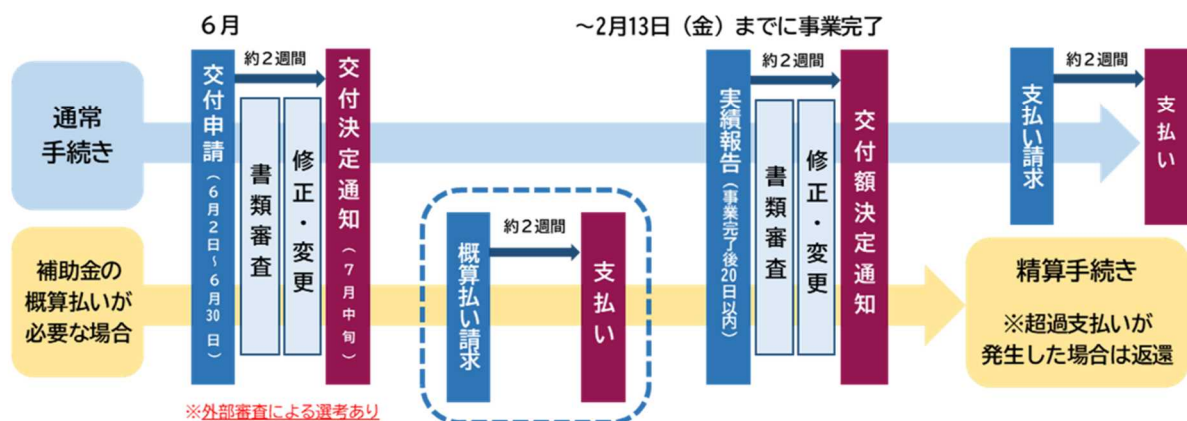 6月
～2月13日（金）までに事業完了
通常
手続き
補助金の
概算払いが
必要な場合
交付申請（6月2日～6月30日）
約2週間
書類審査
修正・変更
交付決定通知（7月中旬）
※外部審査による選考あり
概算払い請求
約2週間
支払い
実績報告（事業完了後20日以内）
約2週間
書類審査
修正・変更
交付額決定通知
支払い請求
約2週間
支払い
精算手続き
※超過支払いが
発生した場合は返還